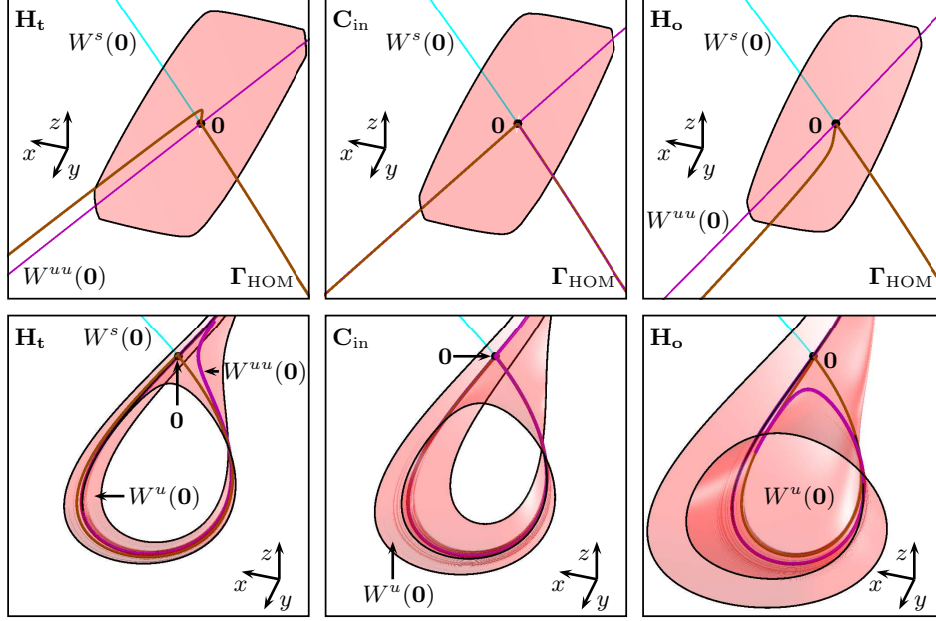 H_t
W^s(0)
0
z
x
y
W^{uu}(0)
Γ_HOM
C_in
W^s(0)
0
z
x
y
Γ_HOM
H_o
W^s(0)
0
z
x
y
W^{uu}(0)
Γ_HOM
H_t
W^s(0)
W^{uu}(0)
0
W^u(0)
z
x
y
C_in
0
W^u(0)
z
x
y
H_o
0
W^u(0)
z
x
y